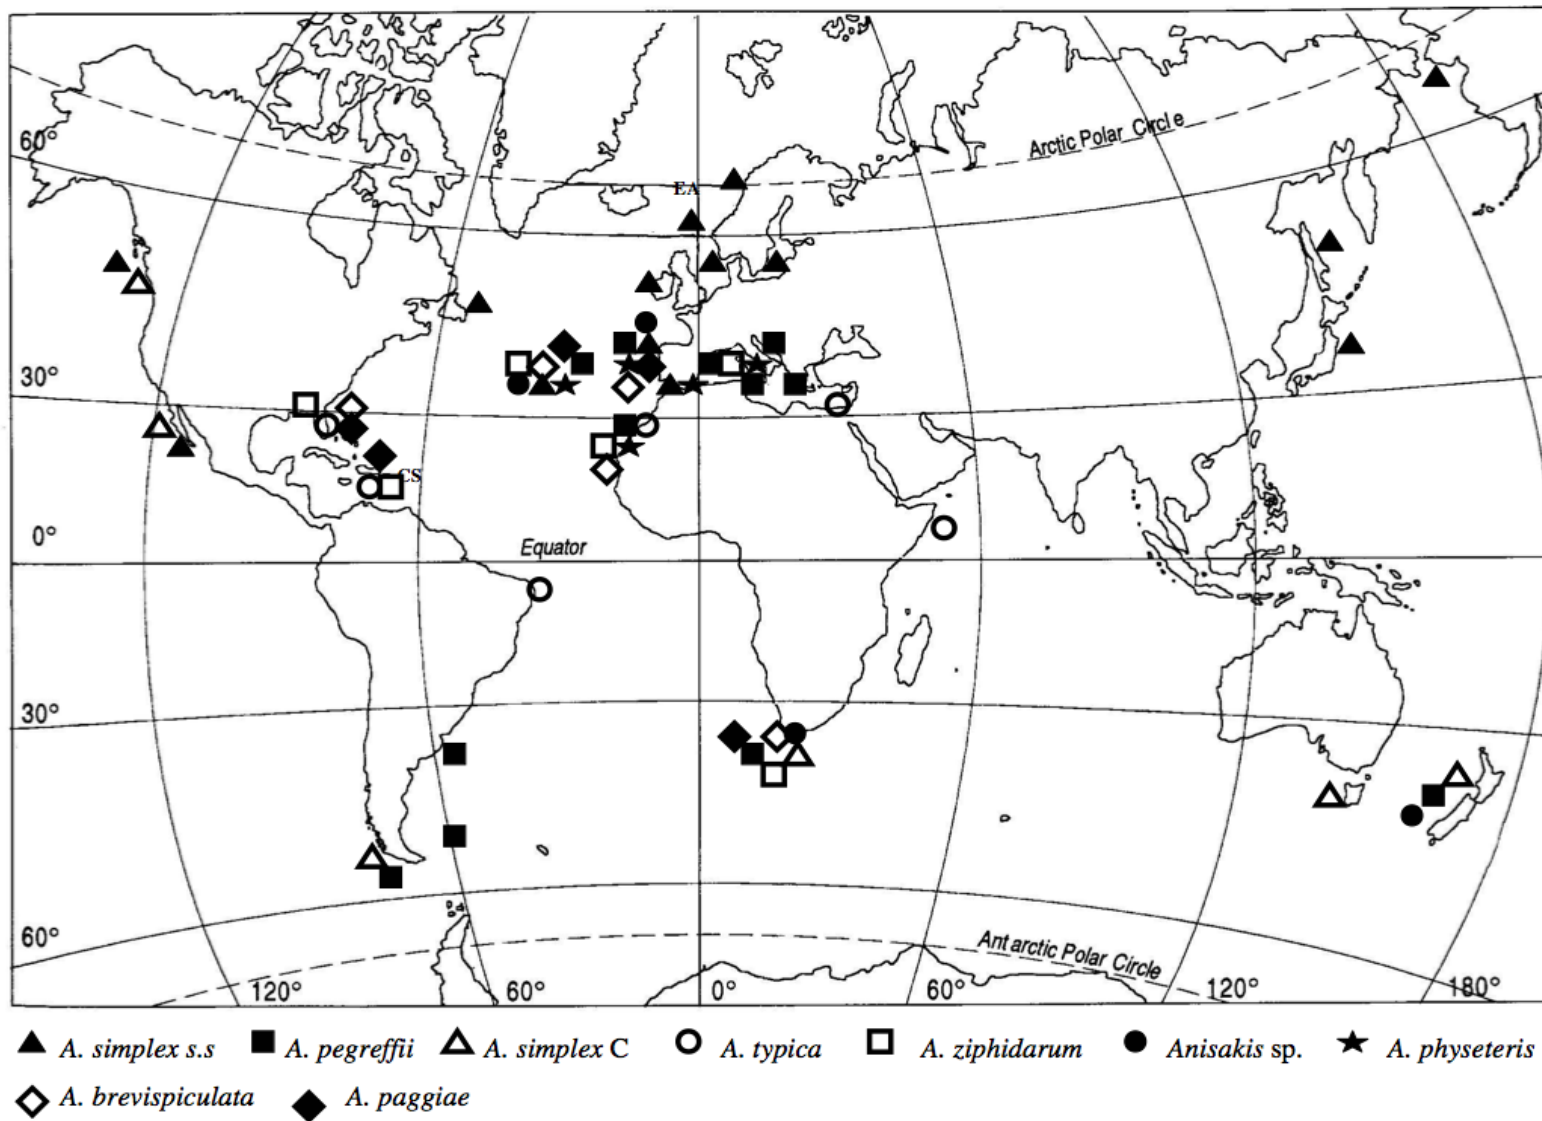 Arctic Polar Circle
60°
EA
30°
CS
0°
Equator
30°
60°
Antarctic Polar Circle
120°
60°
0°
60°
120°
180°
A. simplex s.s
A. pegreffii
A. simplex C
A. typica
A. ziphidarum
Anisakis sp.
A. physeteris
A. brevispiculata
A. paggiae